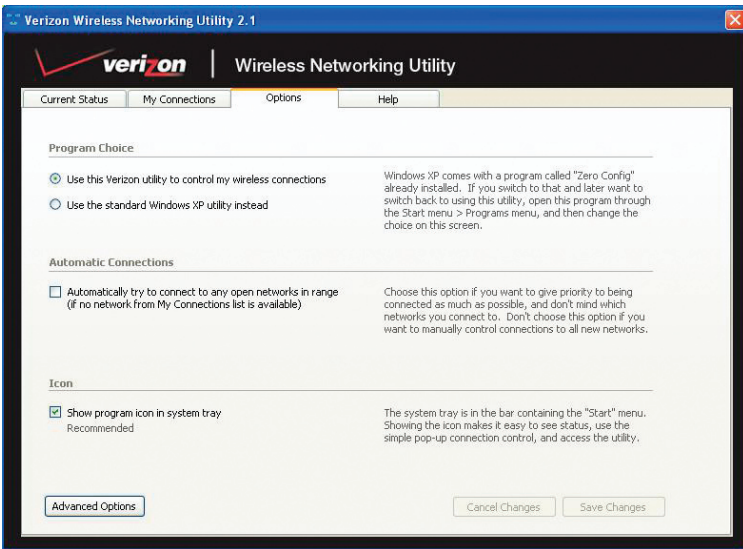 Verizon Wireless Networking Utility 2.1
verizon
Wireless Networking Utility
Current Status
My Connections
Options
Help
Program Choice
Use this Verizon utility to control my wireless connections
Use the standard Windows XP utility instead
Windows XP comes with a program called "Zero Config"
already installed. If you switch to that and later want to
switch back to using this utility, open this program through
the Start menu > Programs menu, and then change the
choice on this screen.
Automatic Connections
Automatically try to connect to any open networks in range
(if no network from My Connections list is available)
Choose this option if you want to give priority to being
connected as much as possible, and don't mind which
networks you connect to. Don't choose this option if you
want to manually control connections to all new networks.
Icon
Show program icon in system tray
Recommended
The system tray is in the bar containing the "Start" menu.
Showing the icon makes it easy to see status, use the
simple pop-up connection control, and access the utility.
Advanced Options
Cancel Changes
Save Changes